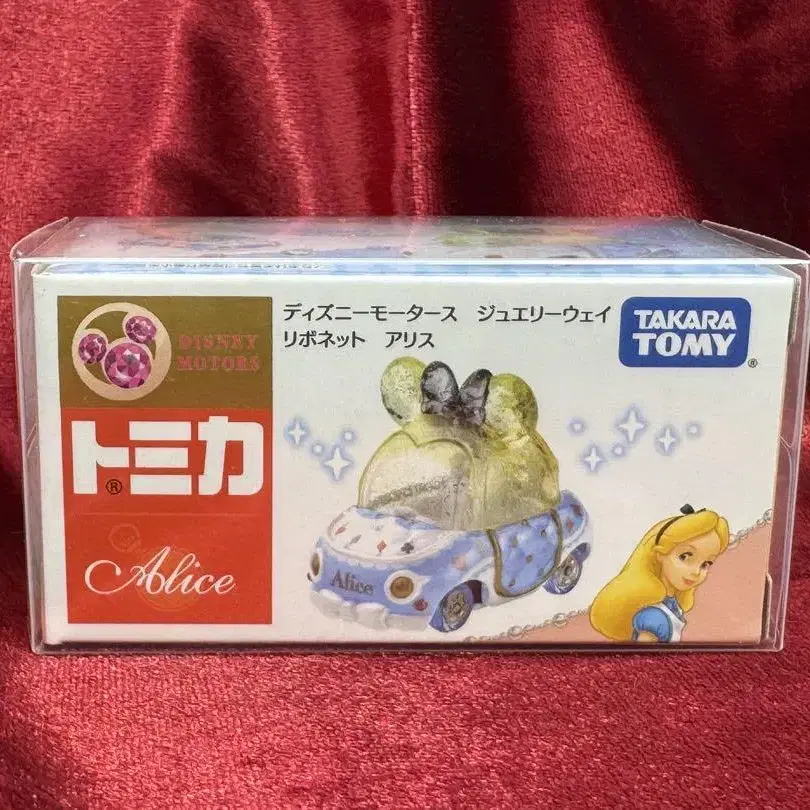 DISNEY
MOTORS
ディズニーモータース ジュエリーウェイ
リボネット アリス
TAKARA
TOMY®
トミカ®
Alice
Alice